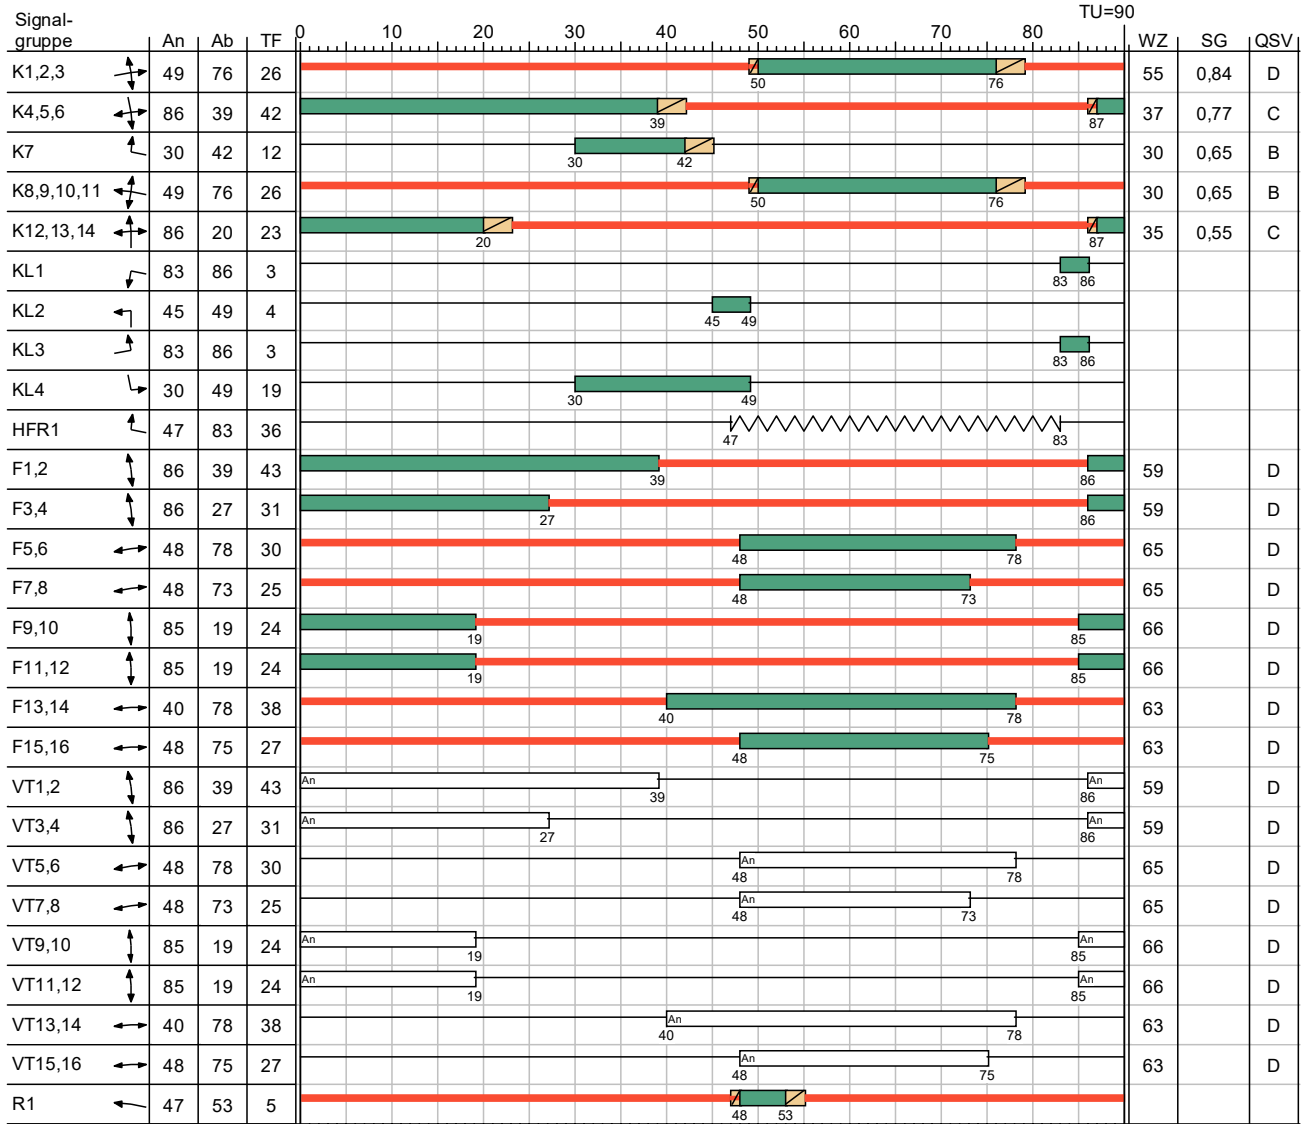 TU=90
Signal-
gruppe An Ab TF 0 10 20 30 40 50 60 70 80 WZ SG QSV
K1,2,3 49 76 26 50 76 55 0,84 D
K4,5,6 86 39 42 39 87 37 0,77 C
K7 30 42 12 30 42 30 0,65 B
K8,9,10,11 49 76 26 50 76 30 0,65 B
K12,13,14 86 20 23 20 87 35 0,55 C
KL1 83 86 3 83 86
KL2 45 49 4 45 49
KL3 83 86 3 83 86
KL4 30 49 19 30 49
HFR1 47 83 36 47 83
F1,2 86 39 43 39 86 59 D
F3,4 86 27 31 27 86 59 D
F5,6 48 78 30 48 78 65 D
F7,8 48 73 25 48 73 65 D
F9,10 85 19 24 19 85 66 D
F11,12 85 19 24 19 85 66 D
F13,14 40 78 38 40 78 63 D
F15,16 48 75 27 48 75 63 D
VT1,2 86 39 43 An 39 An 86 59 D
VT3,4 86 27 31 An 27 An 86 59 D
VT5,6 48 78 30 An 48 78 65 D
VT7,8 48 73 25 An 48 73 65 D
VT9,10 85 19 24 An 19 An 85 66 D
VT11,12 85 19 24 An 19 An 85 66 D
VT13,14 40 78 38 An 40 78 63 D
VT15,16 48 75 27 An 48 75 63 D
R1 47 53 5 48 53